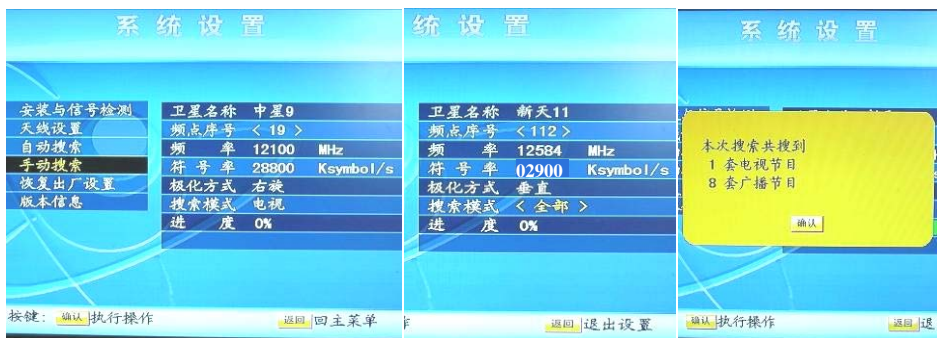 系统设置
安装与信号检测
天线设置
自动搜索
手动搜索
恢复出厂设置
版本信息
卫星名称 中星9
频点序号 < 19 >
频 率 12100 MHz
符号率 28800 Ksymbol/s
极化方式 右旋
搜索模式 电视
进 度 0%
按键: 确认 执行操作
返回 回主菜单
统设置
卫星名称 新天11
频点序号 < 112 >
频 率 12584 MHz
符号率 02900 Ksymbol/s
极化方式 垂直
搜索模式 < 全部 >
进 度 0%
作
返回 退出设置
系统设置
本次搜索共搜到
1 套电视节目
8 套广播节目
确认
确认 执行操作
返回 退